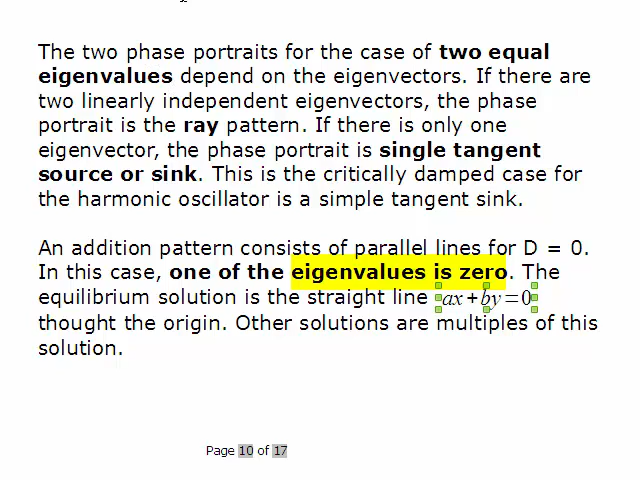 The two phase portraits for the case of two equal
eigenvalues depend on the eigenvectors. If there are
two linearly independent eigenvectors, the phase
portrait is the ray pattern. If there is only one
eigenvector, the phase portrait is single tangent
source or sink. This is the critically damped case for
the harmonic oscillator is a simple tangent sink.
An addition pattern consists of parallel lines for D = 0.
In this case, one of the eigenvalues is zero. The
equilibrium solution is the straight line ax+by=0
thought the origin. Other solutions are multiples of this
solution.
Page 10 of 17